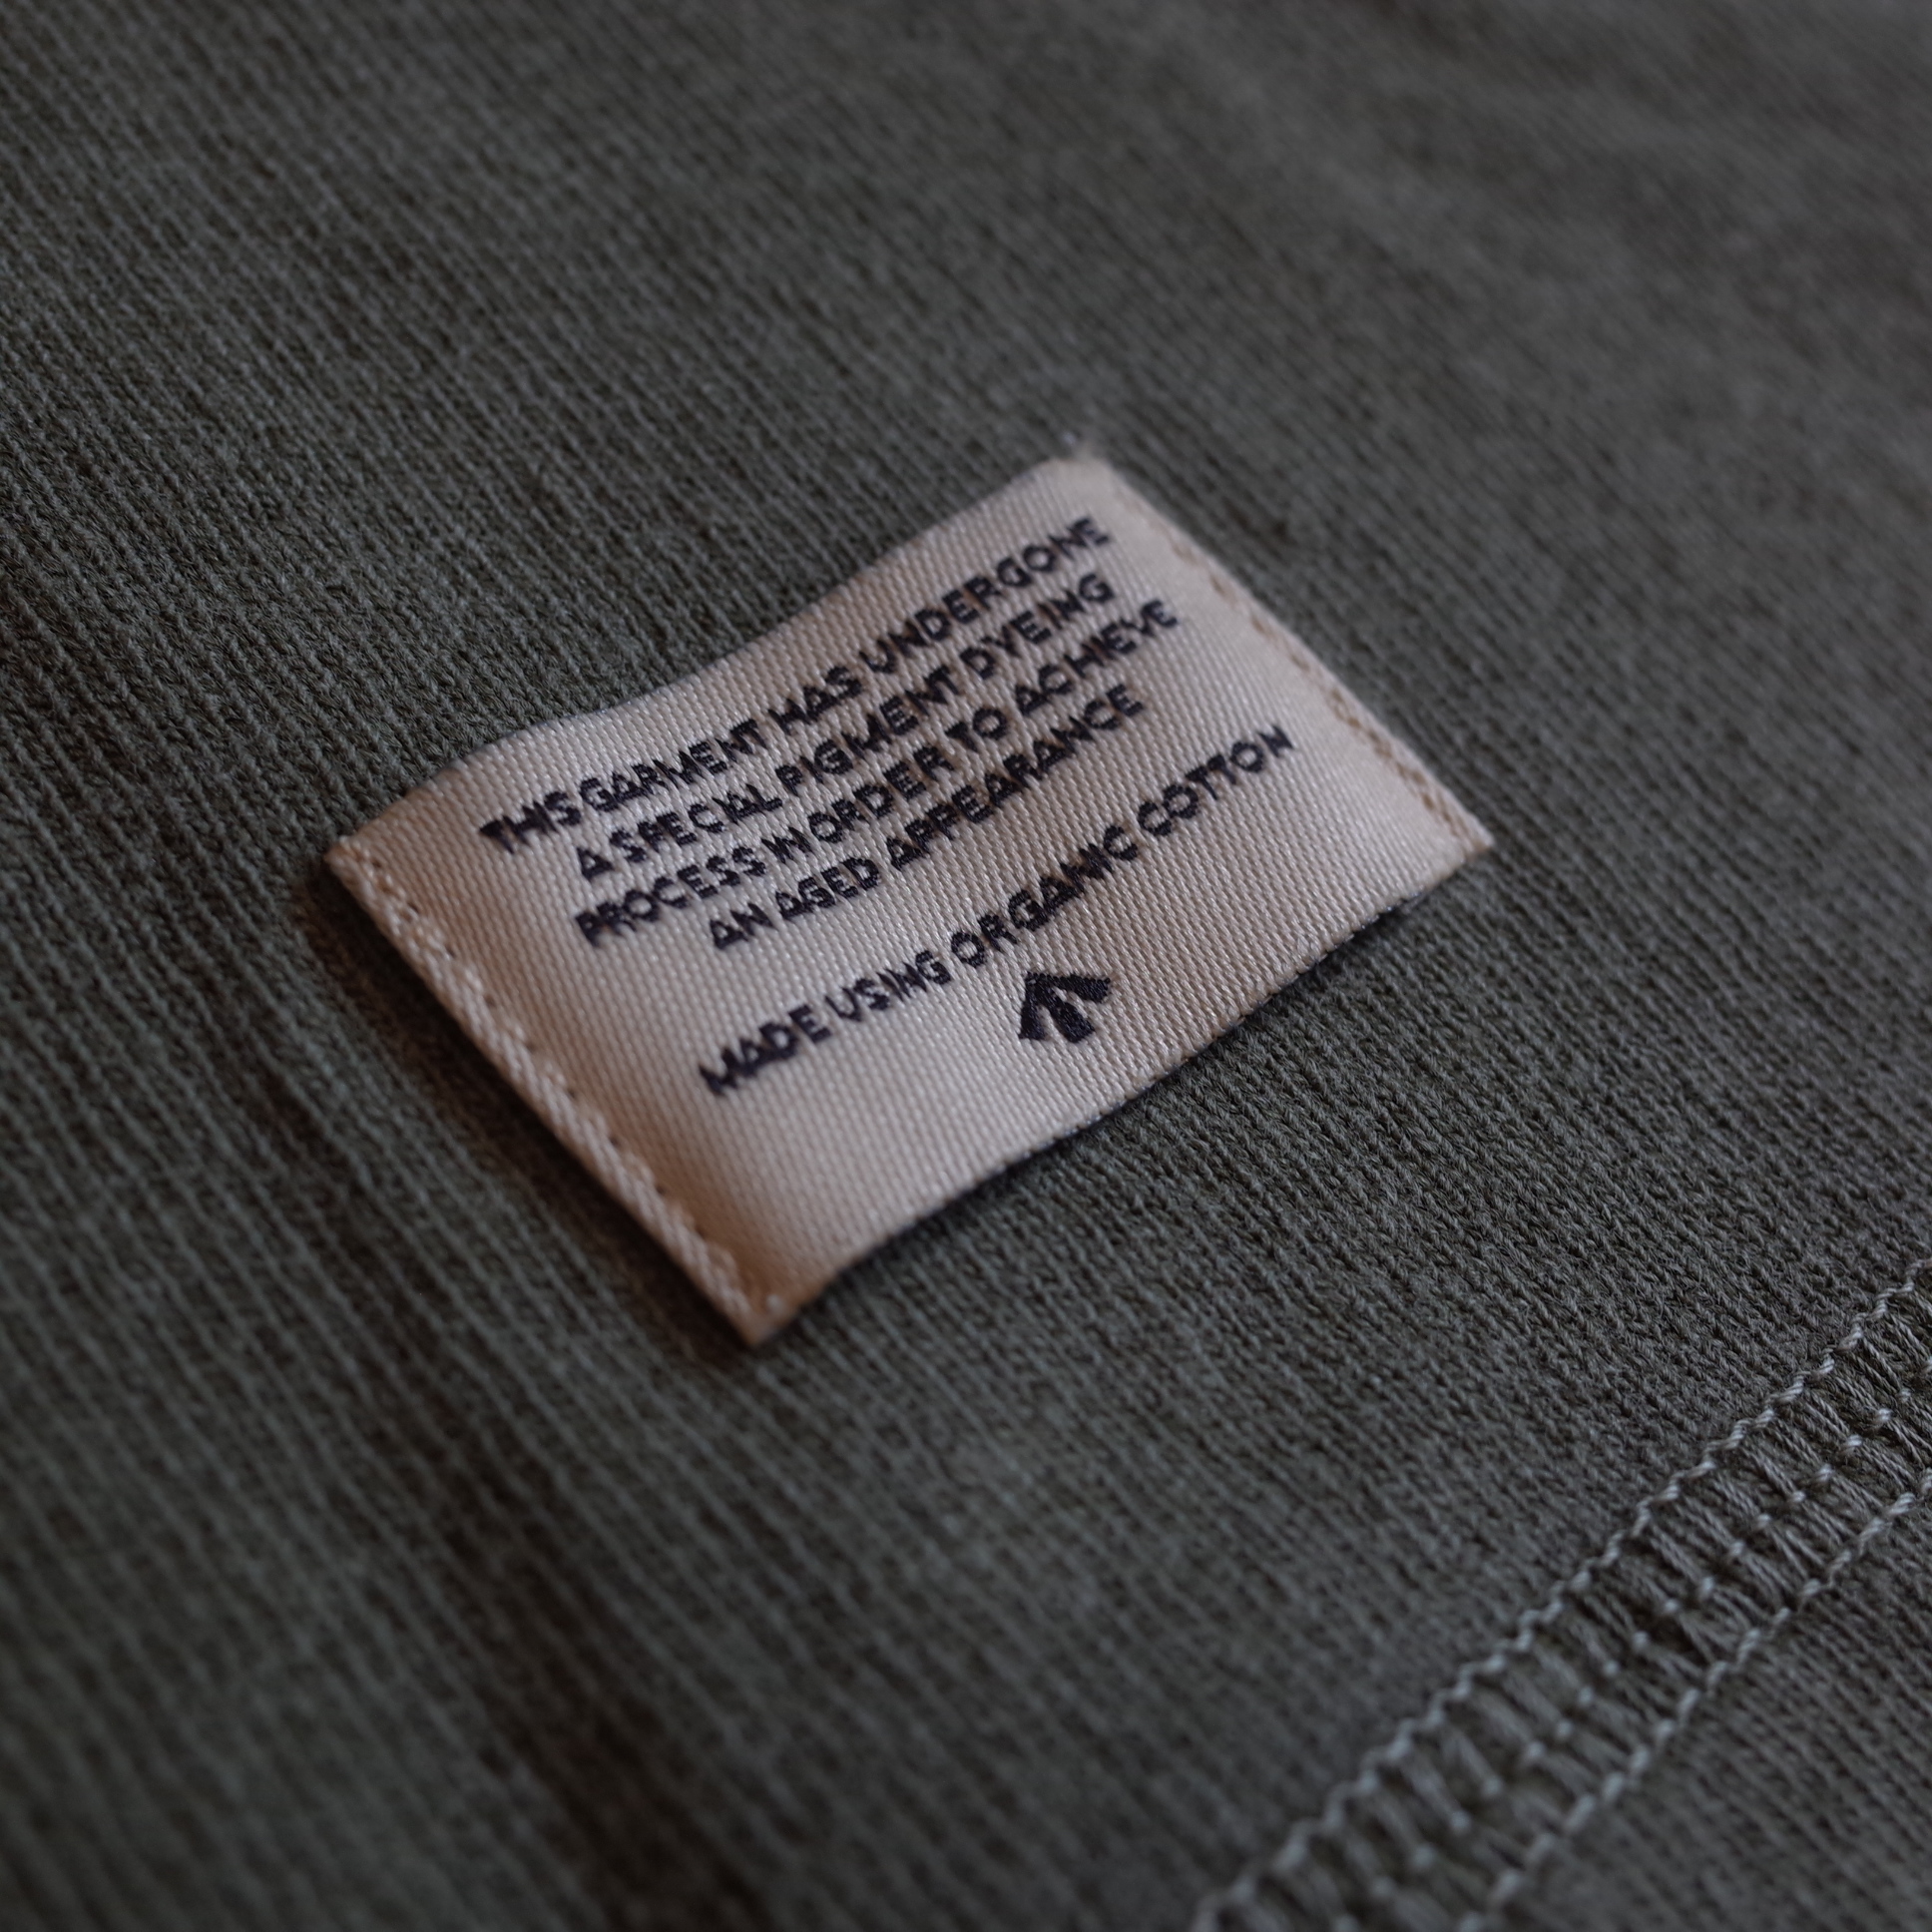 THIS GARMENT HAS UNDERGONE
A SPECIAL PIGMENT DYEING
PROCESS IN ORDER TO ACHIEVE
AN AGED APPEARANCE
MADE USING ORGANIC COTTON